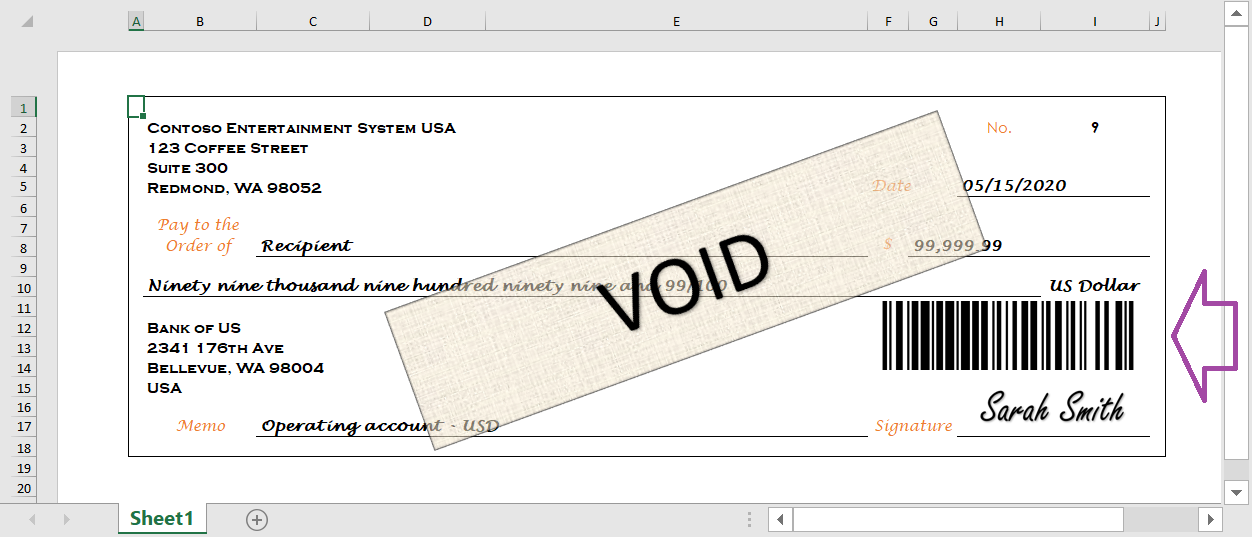 A B C D E F G H I J
1
2 Contoso Entertainment System USA No. 9
3 123 Coffee Street
4 Suite 300
5 Redmond, WA 98052 Date 05/15/2020
6
7 Pay to the
8 Order of Recipient $ 99,999.99
9
10 Ninety nine thousand nine hundred ninety nine and 99/100 US Dollar
11
12 Bank of US
13 2341 176th Ave
14 Bellevue, WA 98004
15 USA
16 Sarah Smith
17 Memo Operating account - USD Signature
18
19
20
VOID
Sheet1